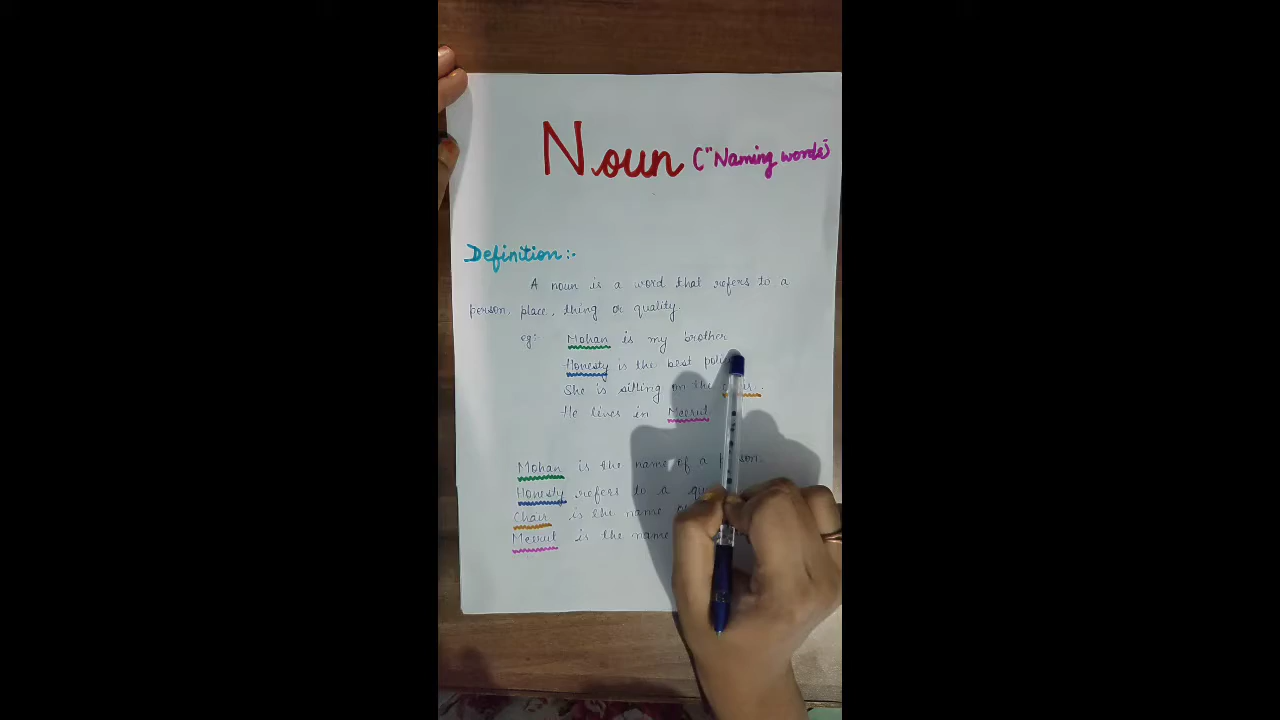 Noun ("Naming words")
Definition:-
A noun is a word that refers to a
person, place, thing or quality.
eg: Mohan is my brother
Honesty is the best
She is sitting on the
He lives in Meerut
Mohan is the name of a person.
Honesty refers to a
Chair is the name
Meerut is the name